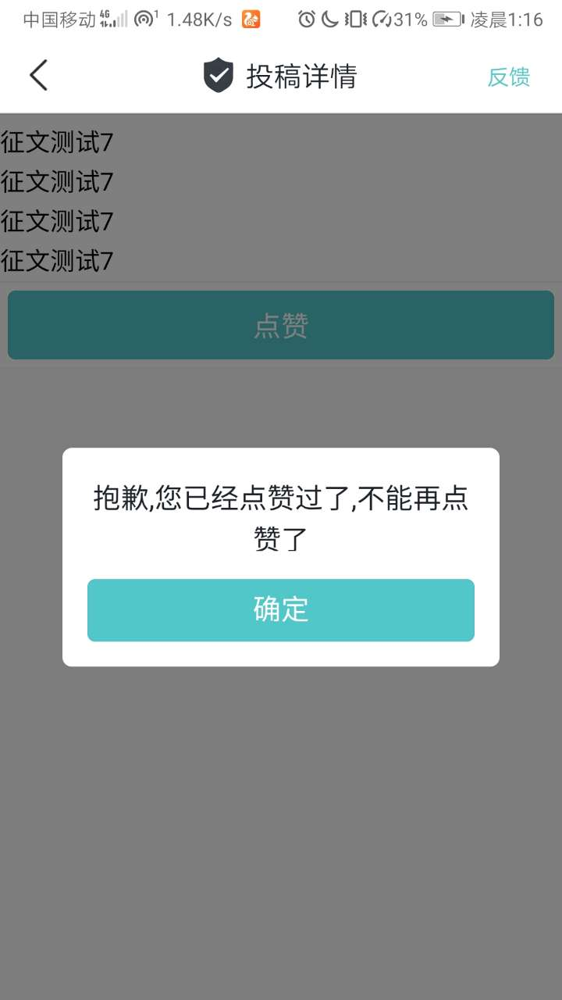 中国移动 4G 1 1.48K/s 31% 凌晨1:16
投稿详情 反馈
征文测试7
征文测试7
征文测试7
征文测试7
点赞
抱歉,您已经点赞过了,不能再点
赞了
确定